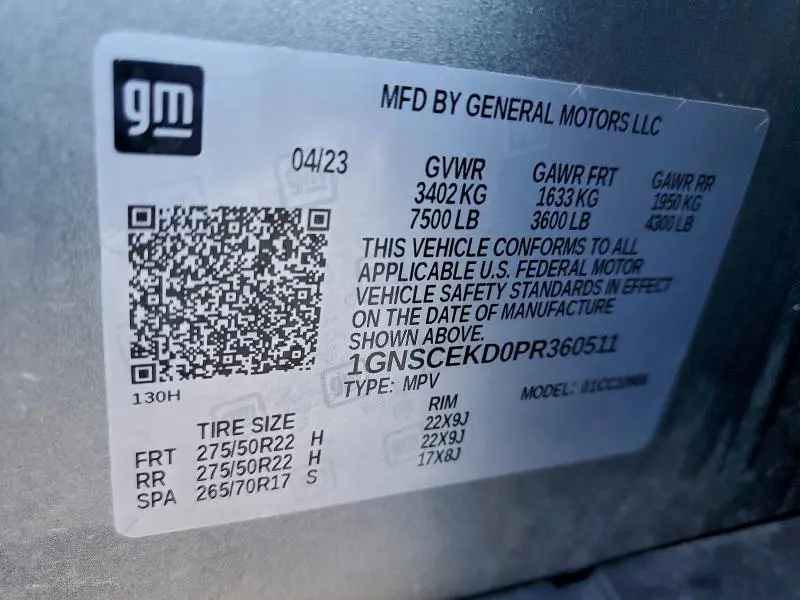 gm
MFD BY GENERAL MOTORS LLC
04/23
GVWR
3402 KG
7500 LB
GAWR FRT
1633 KG
3600 LB
GAWR RR
1950 KG
4300 LB
THIS VEHICLE CONFORMS TO ALL
APPLICABLE U.S. FEDERAL MOTOR
VEHICLE SAFETY STANDARDS IN EFFECT
ON THE DATE OF MANUFACTURE
SHOWN ABOVE.
1GNSCEKD0PR360511
TYPE: MPV
MODEL:
130H
TIRE SIZE
RIM
FRT 275/50R22 H 22X9J
RR 275/50R22 H 22X9J
SPA 265/70R17 S 17X8J